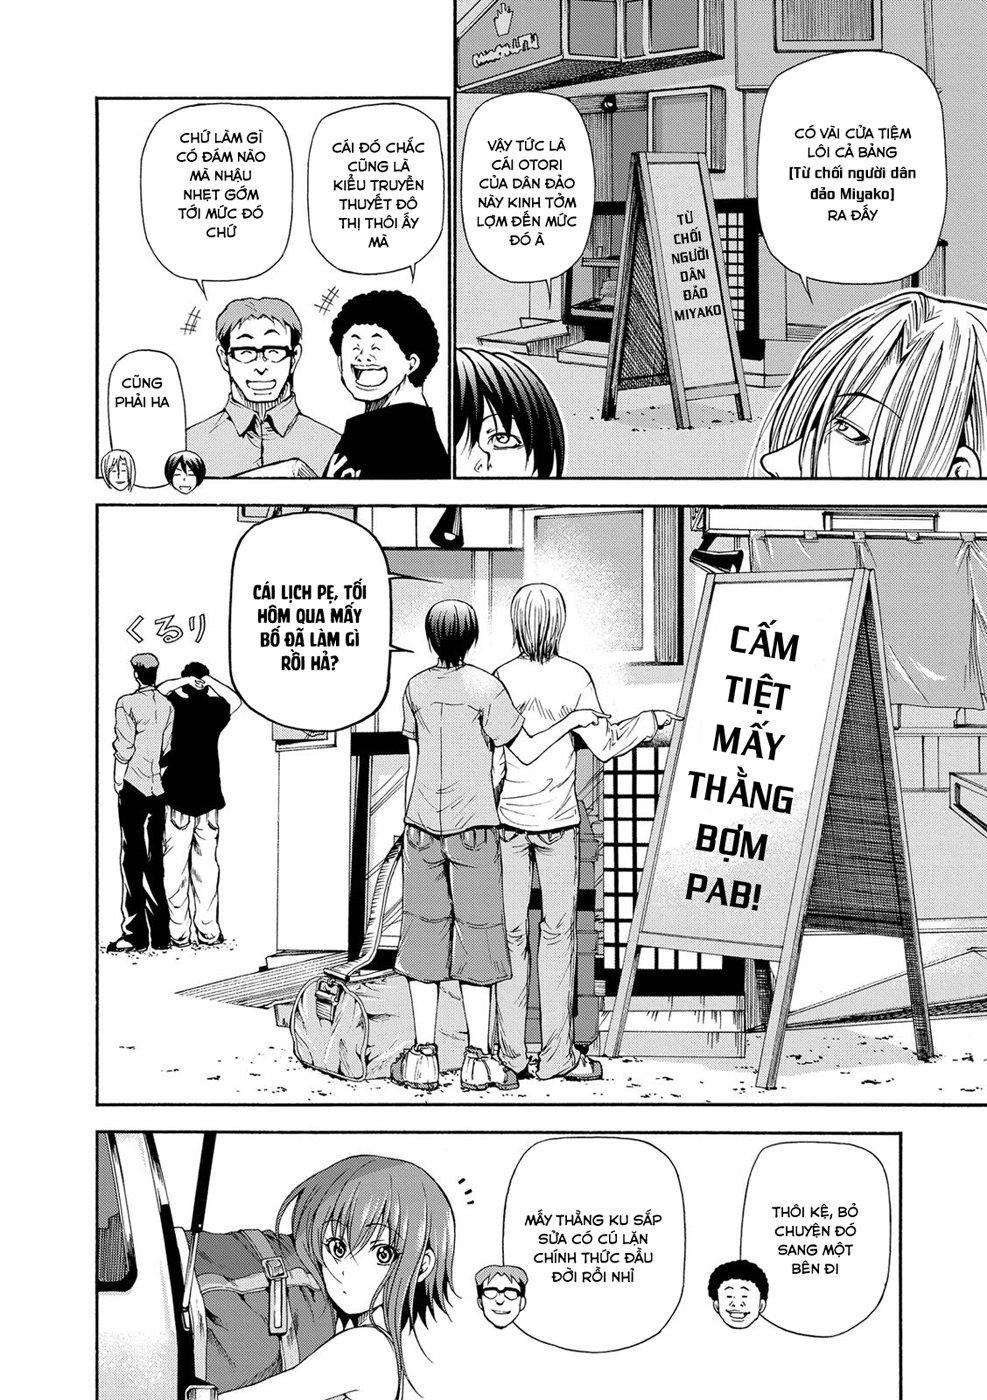 CÓ VÀI CỬA TIỆM
LÔI CẢ BẢNG
[Từ chối người dân
đảo Miyako]
RA ĐẤY
VẬY TỨC LÀ
CÁI OTORI
CỦA DÂN ĐẢO
NÀY KINH TỞM
LỢM ĐẾN MỨC
ĐÓ À
TỪ
CHỐI
NGƯỜI
DÂN
ĐẢO
MIYAKO
CÁI ĐÓ CHẮC
CŨNG LÀ
KIỂU TRUYỀN
THUYẾT ĐÔ
THỊ THÔI ẤY
MÀ
CHỨ LÀM GÌ
CÓ ĐÁM NÀO
MÀ NHẬU
NHẸT GỚM
TỚI MỨC ĐÓ
CHỨ
CŨNG
PHẢI HA
CÁI LỊCH PẸ, TỐI
HÔM QUA MẤY
BỐ ĐÃ LÀM GÌ
RỒI HẢ?
くるり
CẤM
TIỆT
MẤY
THẰNG
BỢM
PAB!
THÔI KỆ, BỎ
CHUYỆN ĐÓ
SANG MỘT
BÊN ĐI
MẤY THẰNG KU SẮP
SỬA CÓ CÚ LẶN
CHÍNH THỨC ĐẦU
ĐỜI RỒI NHỈ